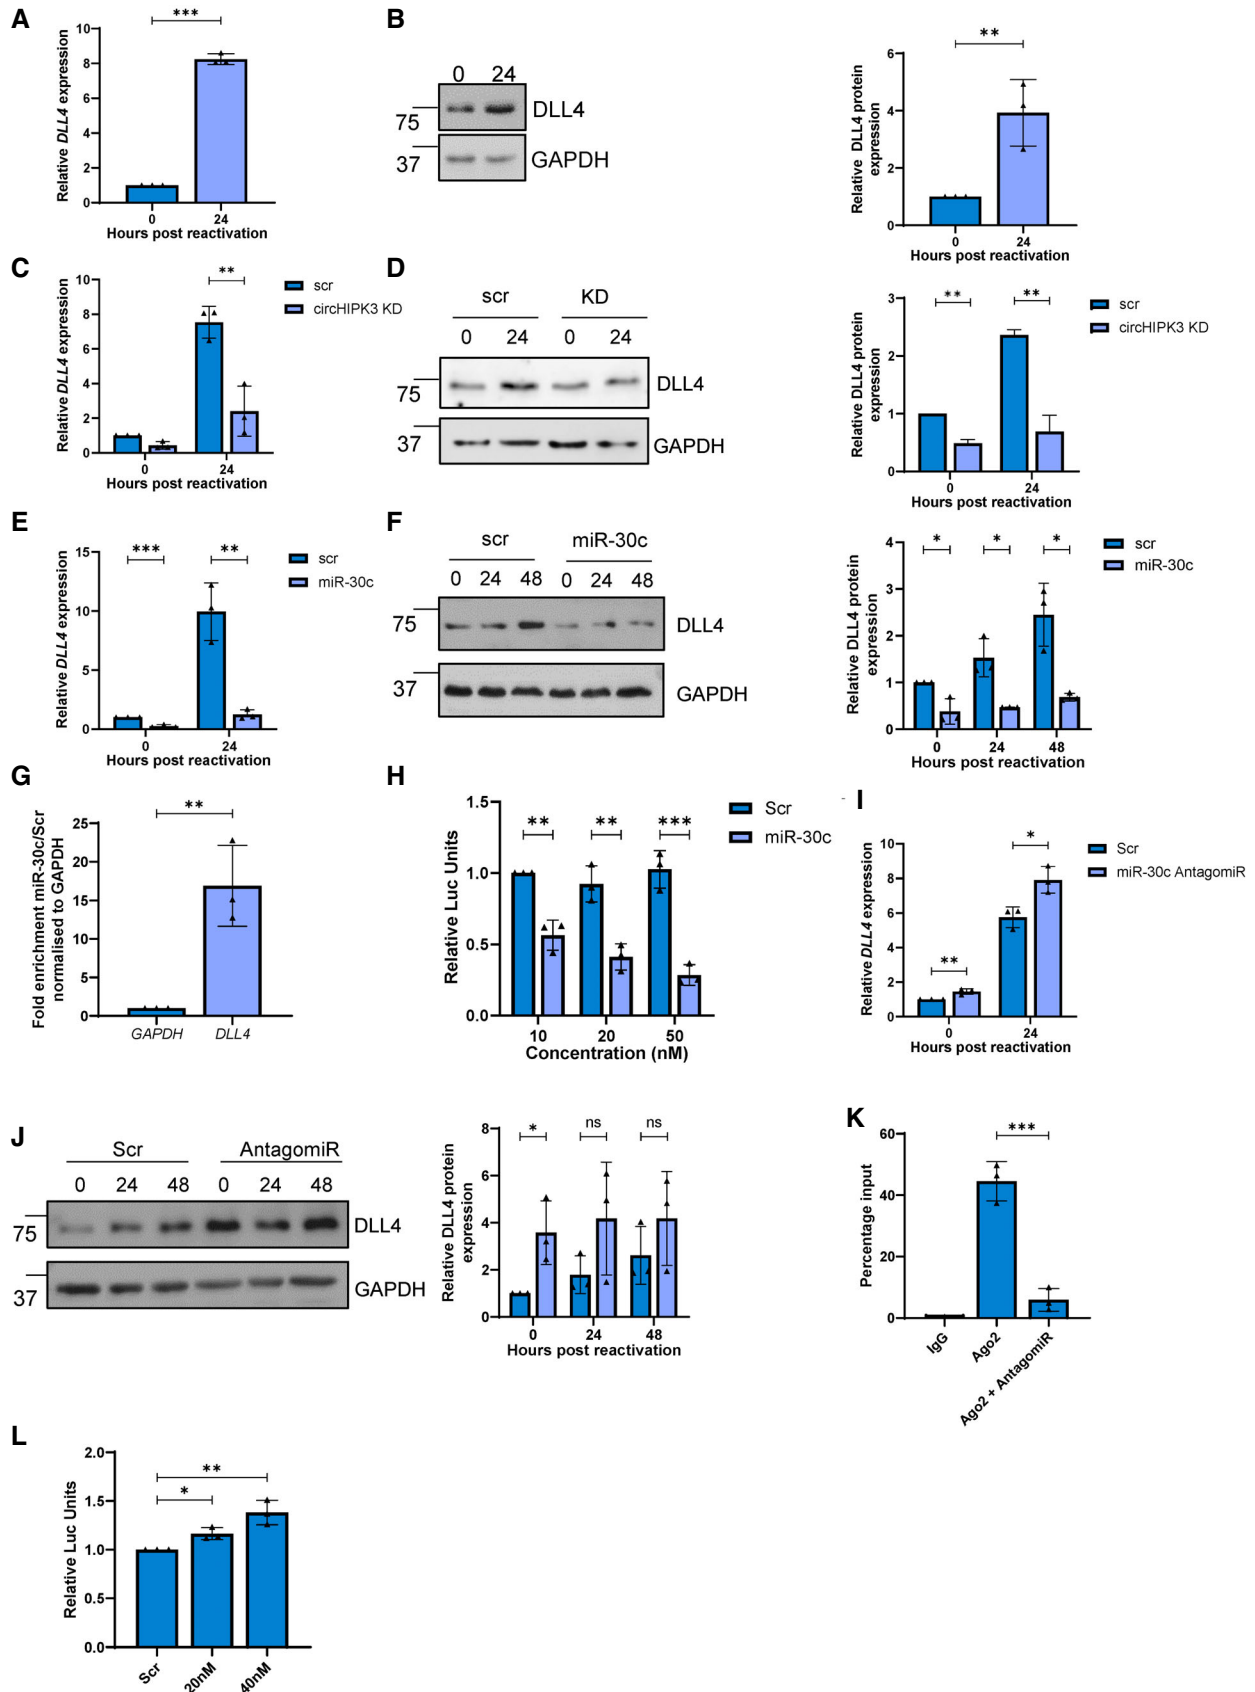 A
Relative DLL4 expression
10
8
6
4
2
0
***
0
24
Hours post reactivation
B
0 24
75
DLL4
37
GAPDH
Relative DLL4 protein
expression
6
4
2
0
**
0
24
Hours post reactivation
C
Relative DLL4 expression
10
8
6
4
2
0
**
0
24
Hours post reactivation
scr
circHIPK3 KD
D
scr KD
0 24 0 24
75
DLL4
37
GAPDH
Relative DLL4 protein
expression
3
2
1
0
** **
0
24
Hours post reactivation
scr
circHIPK3 KD
E
Relative DLL4 expression
15
10
5
0
*** **
0
24
Hours post reactivation
scr
miR-30c
F
scr miR-30c
0 24 48 0 24 48
75
DLL4
37
GAPDH
Relative DLL4 protein
expression
4
3
2
1
0
* * *
0 24 48
Hours post reactivation
scr
miR-30c
G
Fold enrichment miR-30c/Scr
normalised to GAPDH
25
20
15
10
5
0
**
GAPDH DLL4
H
Relative Luc Units
1.5
1.0
0.5
0.0
** ** ***
10 20 50
Concentration (nM)
Scr
miR-30c
I
Relative DLL4 expression
10
8
6
4
2
0
** *
0
24
Hours post reactivation
Scr
miR-30c AntagomiR
J
Scr AntagomiR
0 24 48 0 24 48
75
DLL4
37
GAPDH
Relative DLL4 protein
expression
8
6
4
2
0
* ns ns
0 24 48
Hours post reactivation
K
Percentage input
60
40
20
0
***
IgG
Ago2
Ago2 + AntagomiR
L
Relative Luc Units
2.0
1.5
1.0
0.5
0.0
* **
Scr
20nM
40nM